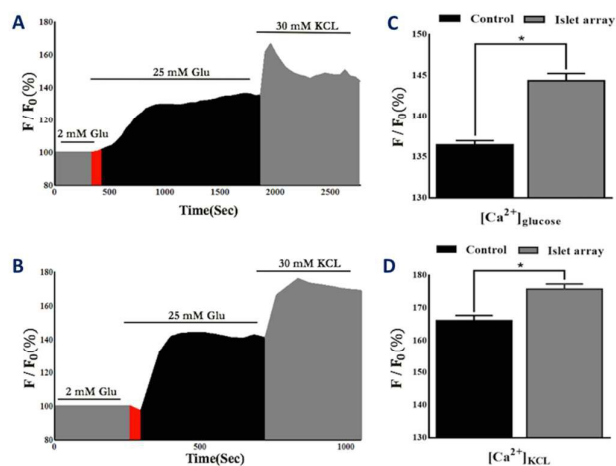 A
30 mM KCL
25 mM Glu
2 mM Glu
F / F₀(%)
180
160
140
120
100
80
0
500
1000
1500
2000
2500
Time(Sec)
B
30 mM KCL
25 mM Glu
2 mM Glu
F / F₀(%)
180
160
140
120
100
80
0
500
1000
Time(Sec)
C
Control Islet array
*
F / F₀(%)
150
145
140
135
130
[Ca²⁺]glucose
Control Islet array
D
*
F / F₀(%)
180
170
160
150
140
130
[Ca²⁺]KCL